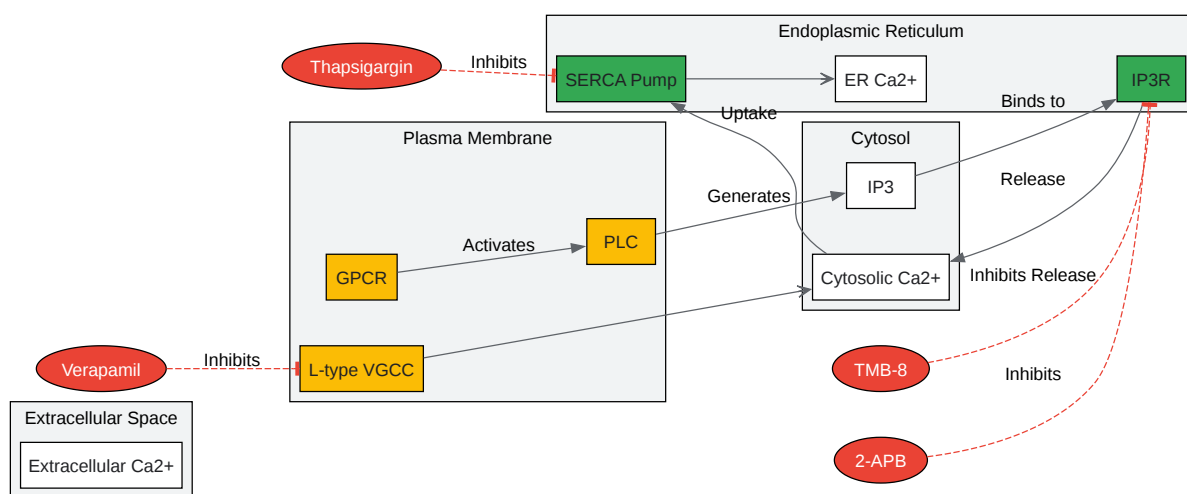 Endoplasmic Reticulum
Thapsigargin
Inhibits
SERCA Pump
ER Ca2+
IP3R
Uptake
Binds to
Plasma Membrane
Cytosol
IP3
Release
Generates
PLC
Activates
GPCR
Cytosolic Ca2+
Inhibits Release
Verapamil
Inhibits
L-type VGCC
TMB-8
Inhibits
Extracellular Space
Extracellular Ca2+
2-APB